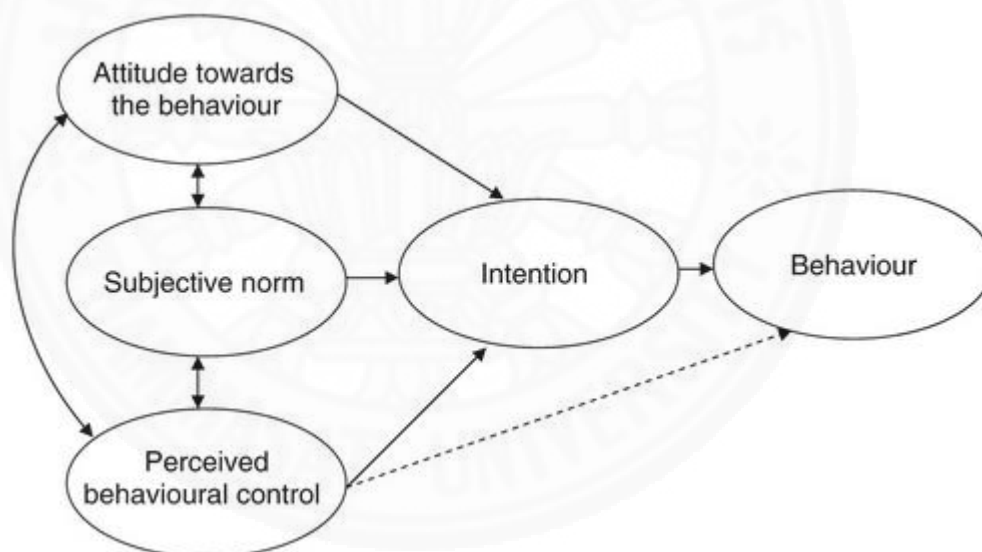 Attitude towards
the behaviour
Subjective norm
Intention
Behaviour
Perceived
behavioural control